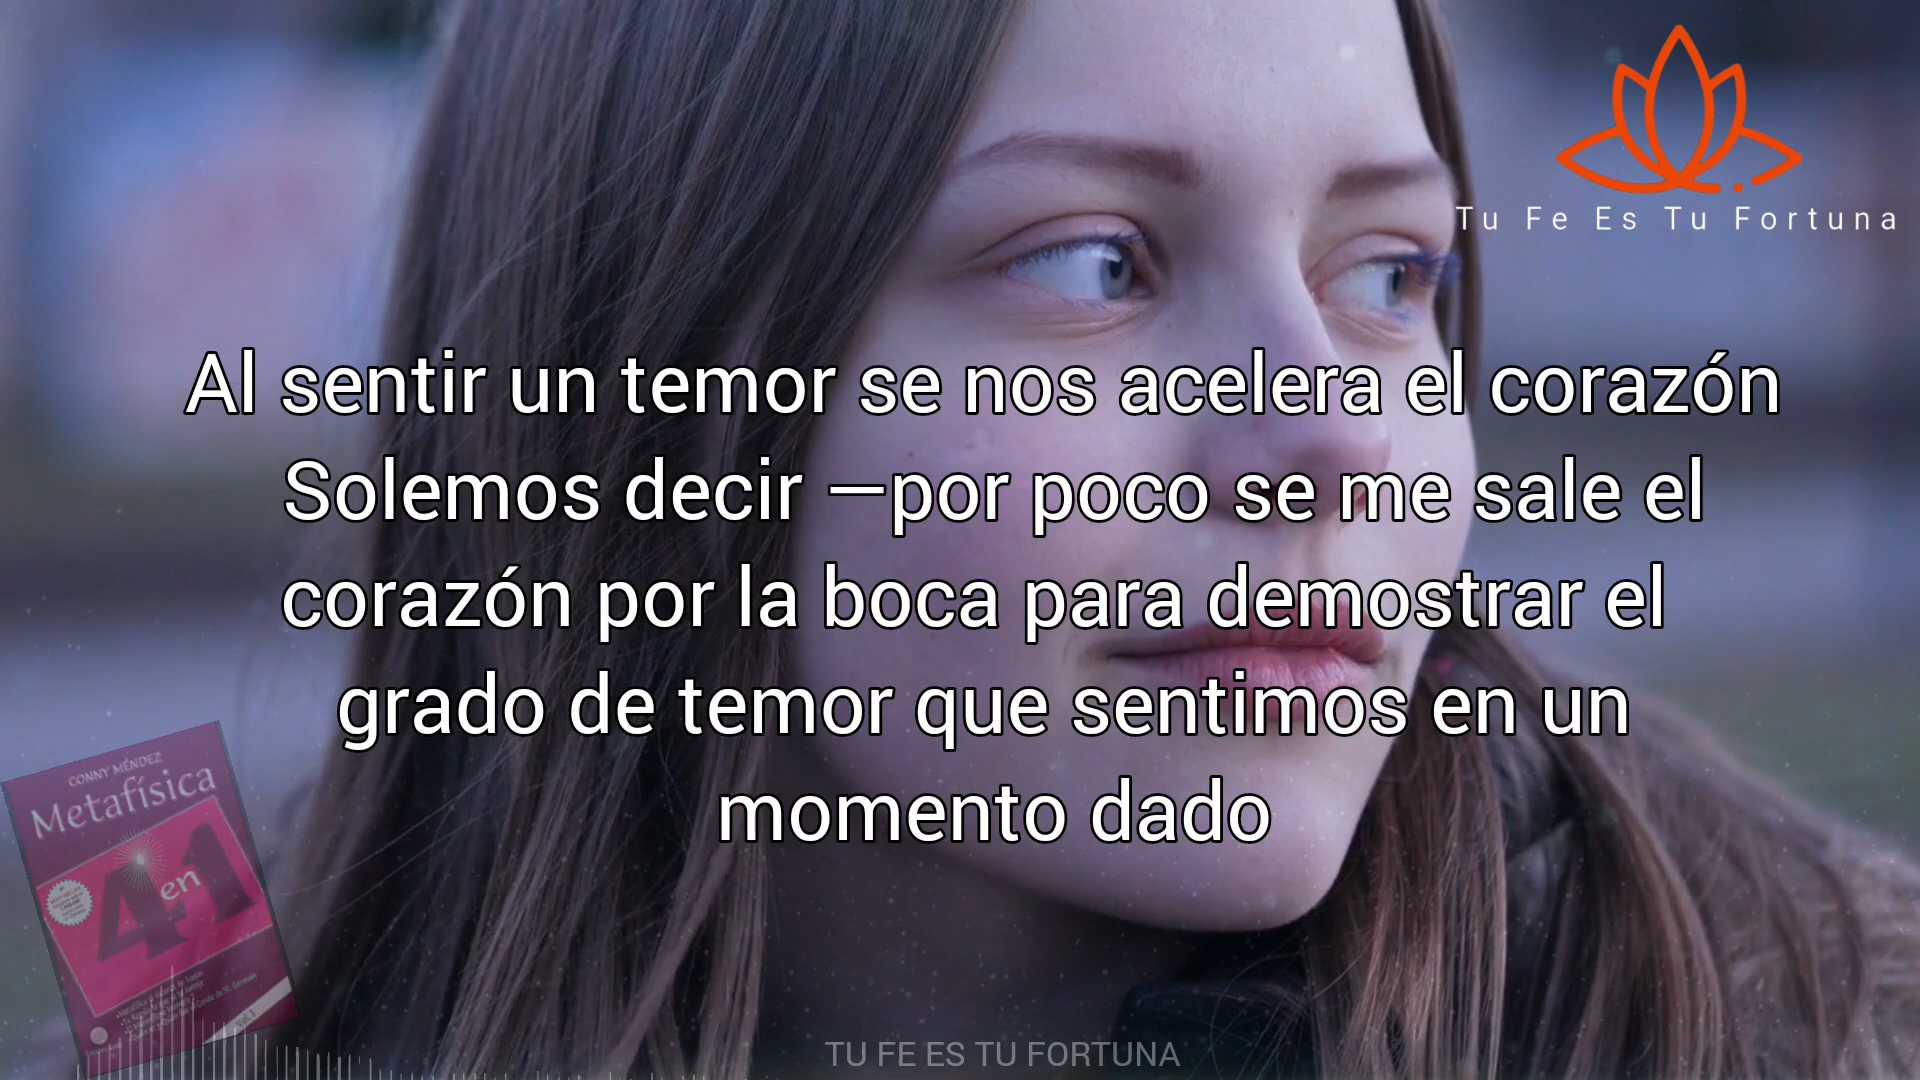 Tu Fe Es Tu Fortuna
Al sentir un temor se nos acelera el corazón
Solemos decir —por poco se me sale el
corazón por la boca para demostrar el
grado de temor que sentimos en un
momento dado
CONNY MÉNDEZ
Metafísica
4 en 1
Vol. I
TU FE ES TU FORTUNA